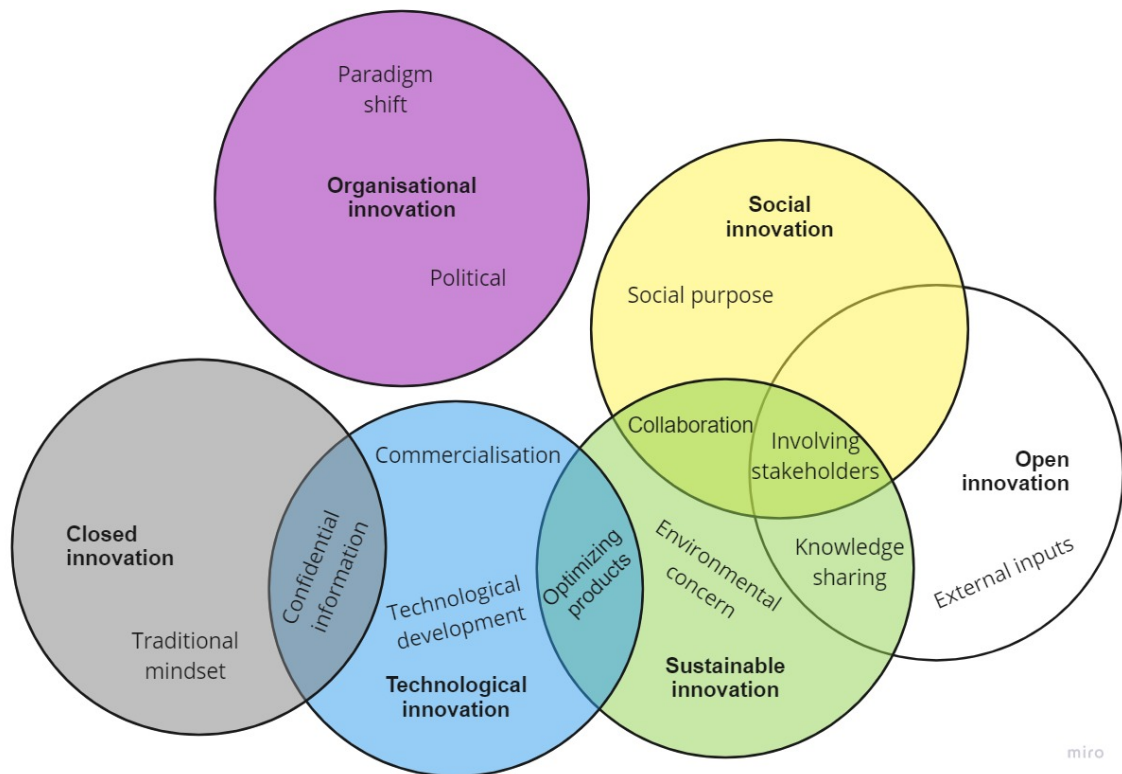 Paradigm
shift
Organisational
innovation
Political
Social
innovation
Social purpose
Collaboration
Involving
stakeholders
Open
innovation
External inputs
Knowledge
sharing
Environmental
concern
Sustainable
innovation
Optimizing
products
Commercialisation
Technological
development
Technological
innovation
Confidential
information
Closed
innovation
Traditional
mindset
miro